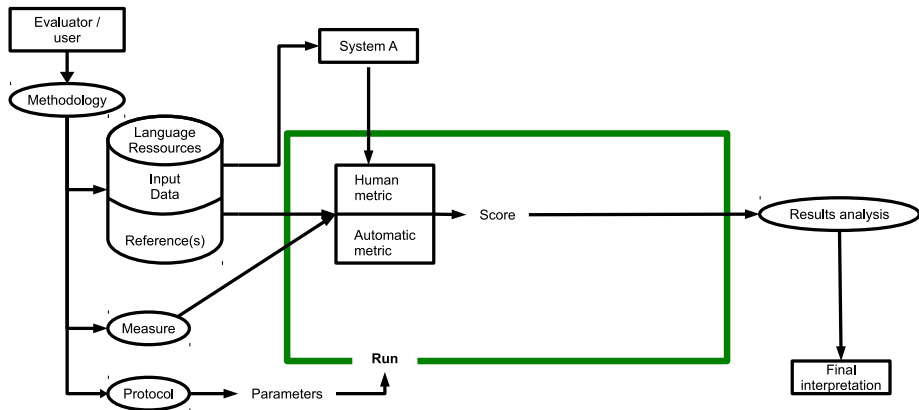 Evaluator /
user
System A
Methodology
Language
Ressources
Input
Data
Reference(s)
Human
metric
Automatic
metric
Score
Results analysis
Measure
Run
Protocol
Parameters
Final
interpretation